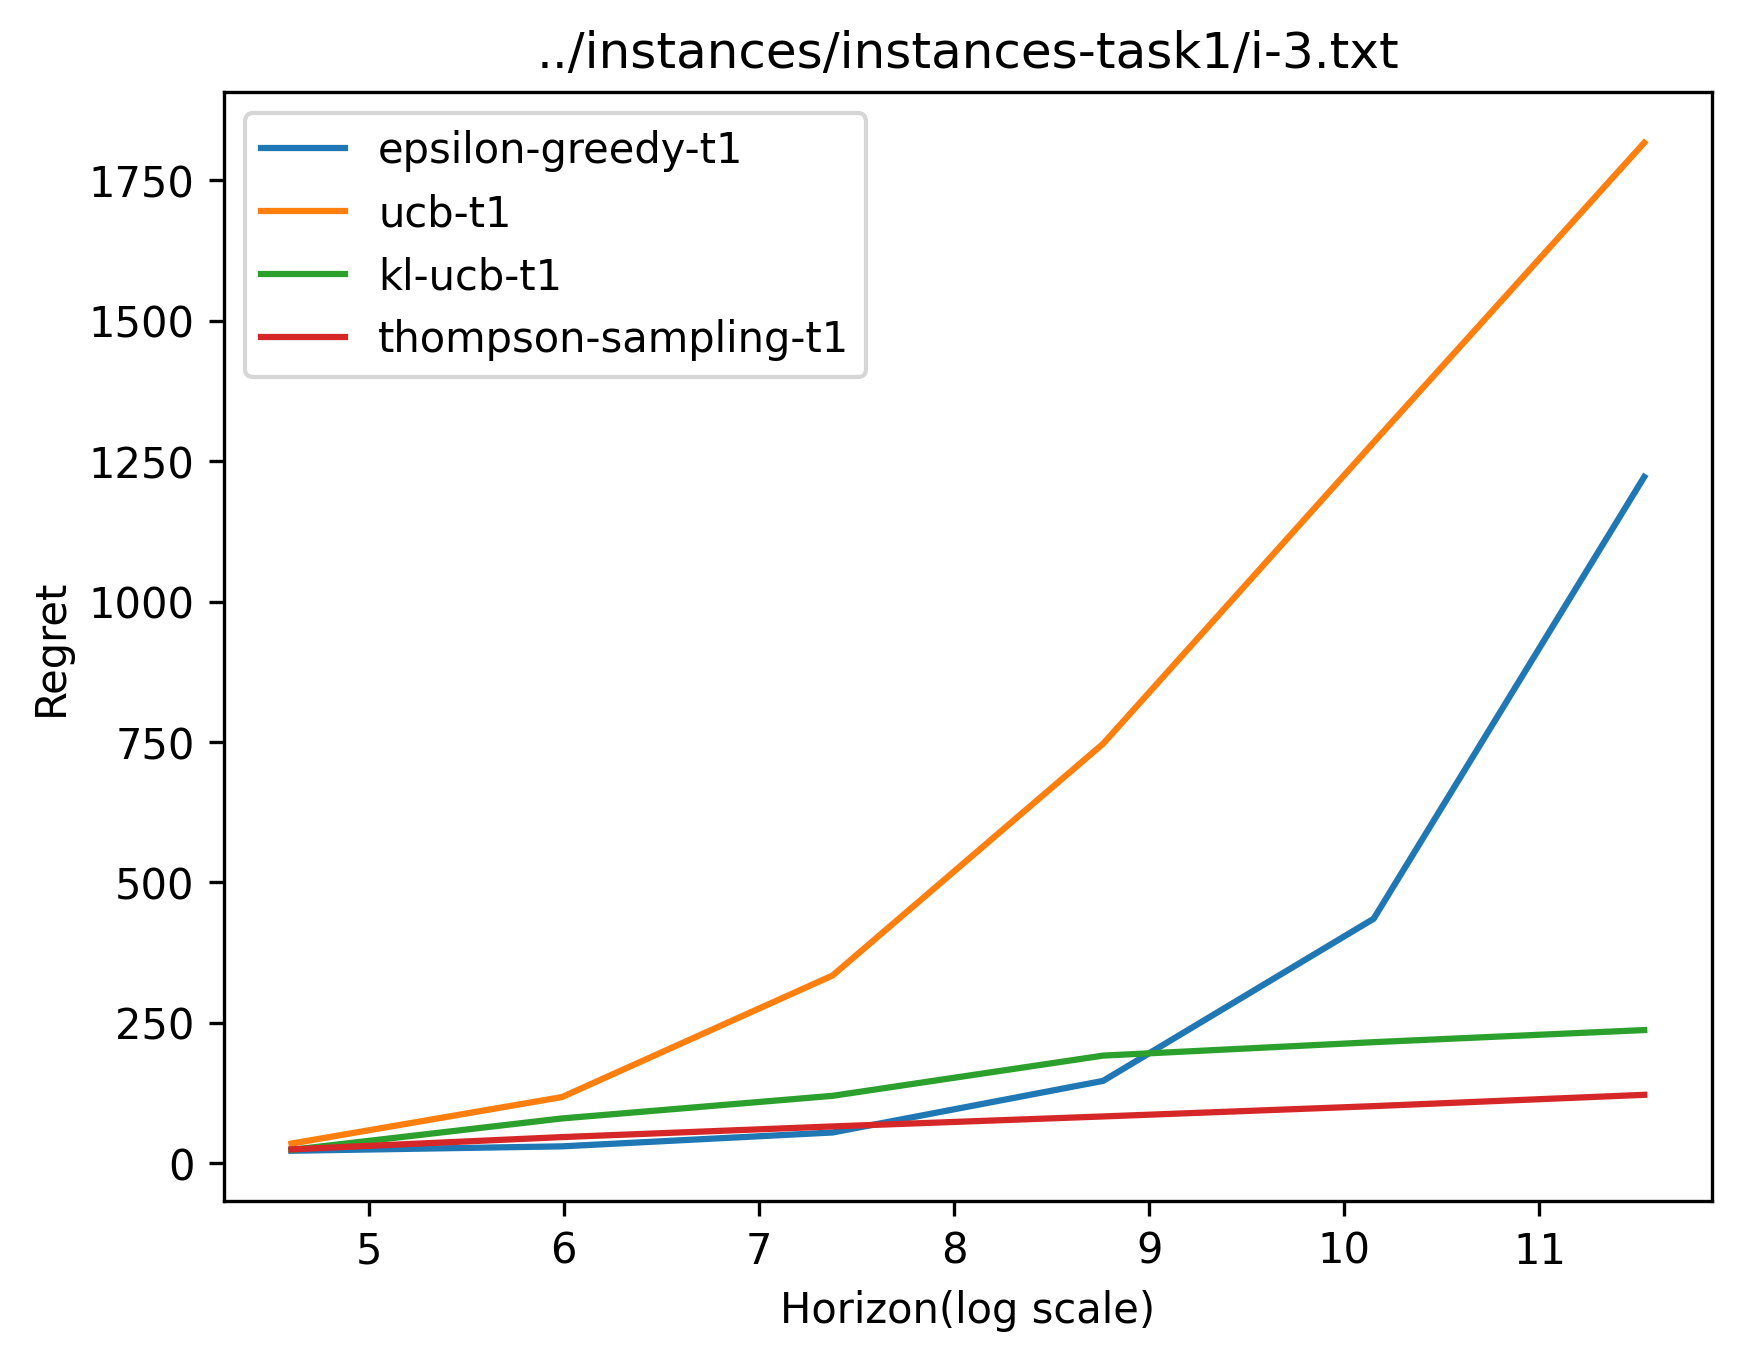 ../instances/instances-task1/i-3.txt
epsilon-greedy-t1
ucb-t1
kl-ucb-t1
thompson-sampling-t1
Regret
1750
1500
1250
1000
750
500
250
0
5 6 7 8 9 10 11
Horizon(log scale)